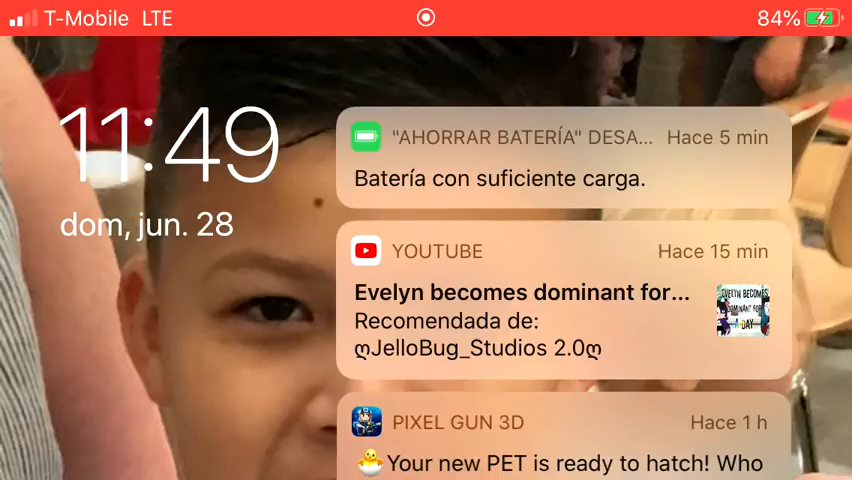 T-Mobile LTE 84%
11:49
dom, jun. 28
"AHORRAR BATERÍA" DESA... Hace 5 min
Batería con suficiente carga.
YOUTUBE Hace 15 min
Evelyn becomes dominant for...
Recomendada de:
ღJelloBug_Studios 2.0ღ
EVELYN BECOMES
DOMINANT FOR
A DAY
PIXEL GUN 3D Hace 1 h
🐣Your new PET is ready to hatch! Who